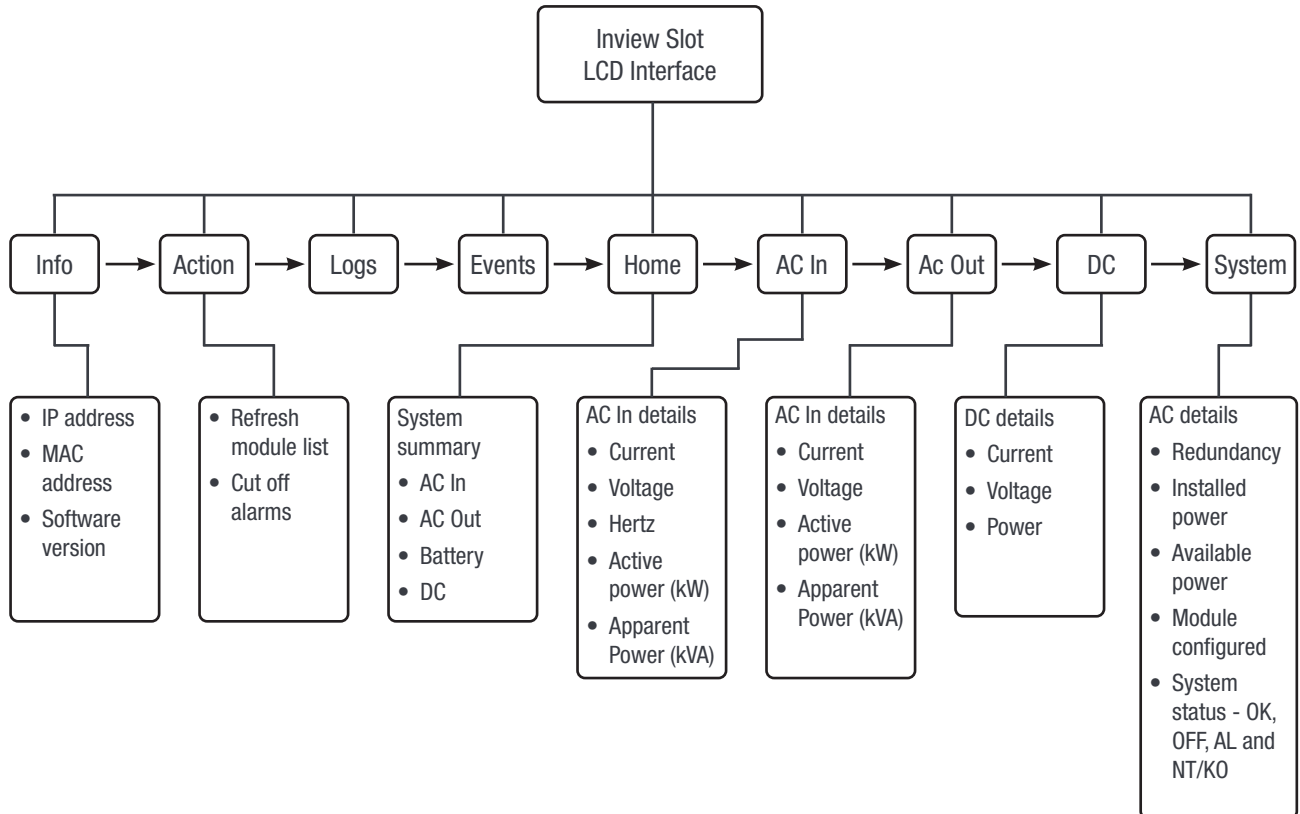 Inview Slot
LCD Interface
Info
Action
Logs
Events
Home
AC In
Ac Out
DC
System
• IP address
• MAC
address
• Software
version
• Refresh
module list
• Cut off
alarms
System
summary
• AC In
• AC Out
• Battery
• DC
AC In details
• Current
• Voltage
• Hertz
• Active
power (kW)
• Apparent
Power (kVA)
AC In details
• Current
• Voltage
• Active
power (kW)
• Apparent
Power (kVA)
DC details
• Current
• Voltage
• Power
AC details
• Redundancy
• Installed
power
• Available
power
• Module
configured
• System
status - OK,
OFF, AL and
NT/KO